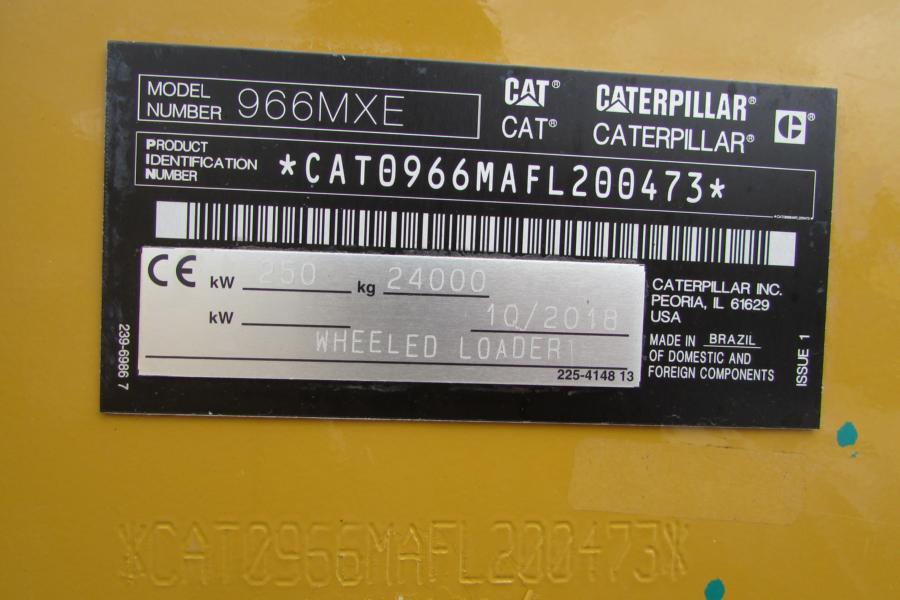 MODEL NUMBER 966MXE
CAT® CATERPILLAR®
CAT® CATERPILLAR®
C®
PRODUCT IDENTIFICATION NUMBER *CAT0966MAFL200473*
CE kW 250 kg 24000
kW 10/2018
WHEELED LOADER
225-4148 13
CATERPILLAR INC.
PEORIA, IL 61629
USA
MADE IN BRAZIL
OF DOMESTIC AND
FOREIGN COMPONENTS
239-6986 7
ISSUE 1
*CAT0966MAFL200473*